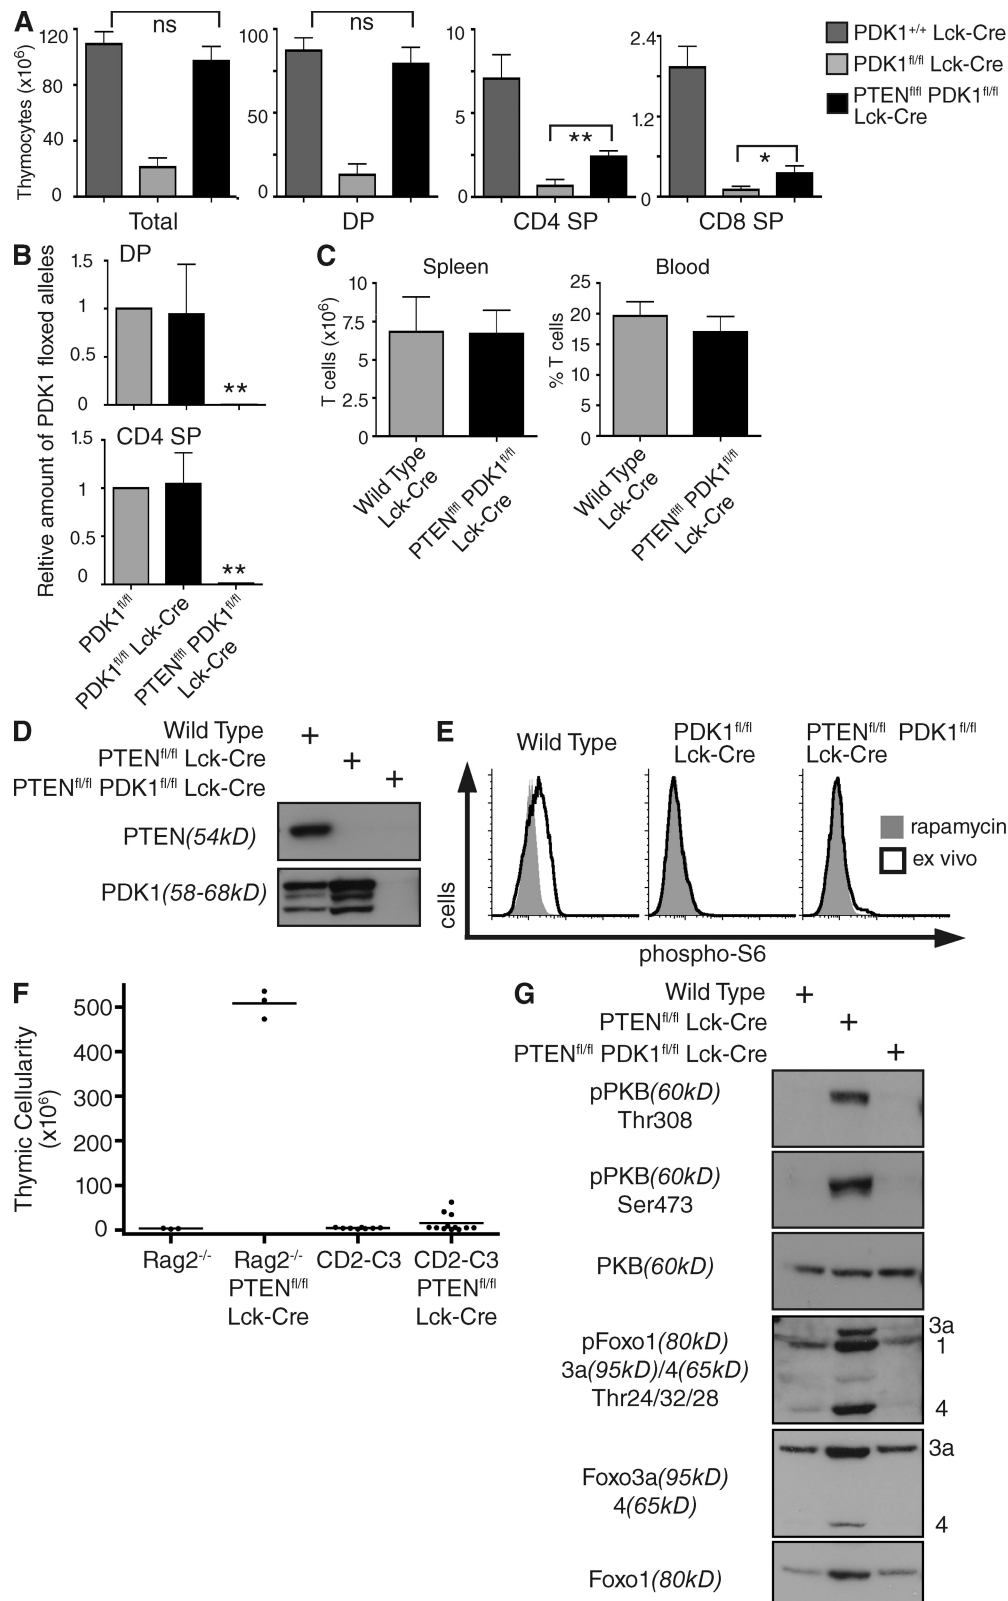 A
Thymocytes (x10⁶)
120
80
40
0
ns
Total
100
50
0
ns
DP
10
5
0
**
CD4 SP
2.4
1.2
0
*
CD8 SP
PDK1+/+ Lck-Cre
PDK1fl/fl Lck-Cre
PTENflfl PDK1fl/fl
Lck-Cre
B
Reltive amount of PDK1 floxed alleles
DP
1.5
1
0.5
0
**
CD4 SP
1.5
1
0.5
0
**
PDK1fl/fl
PDK1fl/fl Lck-Cre
PTENflfl PDK1fl/fl
Lck-Cre
C
Spleen
T cells (x10⁶)
10
7.5
5
2.5
0
Wild Type
Lck-Cre
PTENflfl PDK1fl/fl
Lck-Cre
Blood
% T cells
25
20
15
10
5
0
Wild Type
Lck-Cre
PTENflfl PDK1fl/fl
Lck-Cre
D
Wild Type +
PTENfl/fl Lck-Cre +
PTENfl/fl PDK1fl/fl Lck-Cre +
PTEN(54kD)
PDK1(58-68kD)
E
Wild Type
PDK1fl/fl
Lck-Cre
PTENfl/fl PDK1fl/fl
Lck-Cre
cells
phospho-S6
rapamycin
ex vivo
F
Thymic Cellularity
(x10⁶)
500
400
300
200
100
0
Rag2-/-
Rag2-/-
PTENfl/fl
Lck-Cre
CD2-C3
CD2-C3
PTENfl/fl
Lck-Cre
G
Wild Type +
PTENfl/fl Lck-Cre +
PTENfl/fl PDK1fl/fl Lck-Cre +
pPKB(60kD)
Thr308
pPKB(60kD)
Ser473
PKB(60kD)
pFoxo1(80kD)
3a(95kD)/4(65kD)
Thr24/32/28
3a
1
4
Foxo3a(95kD)
4(65kD)
3a
4
Foxo1(80kD)